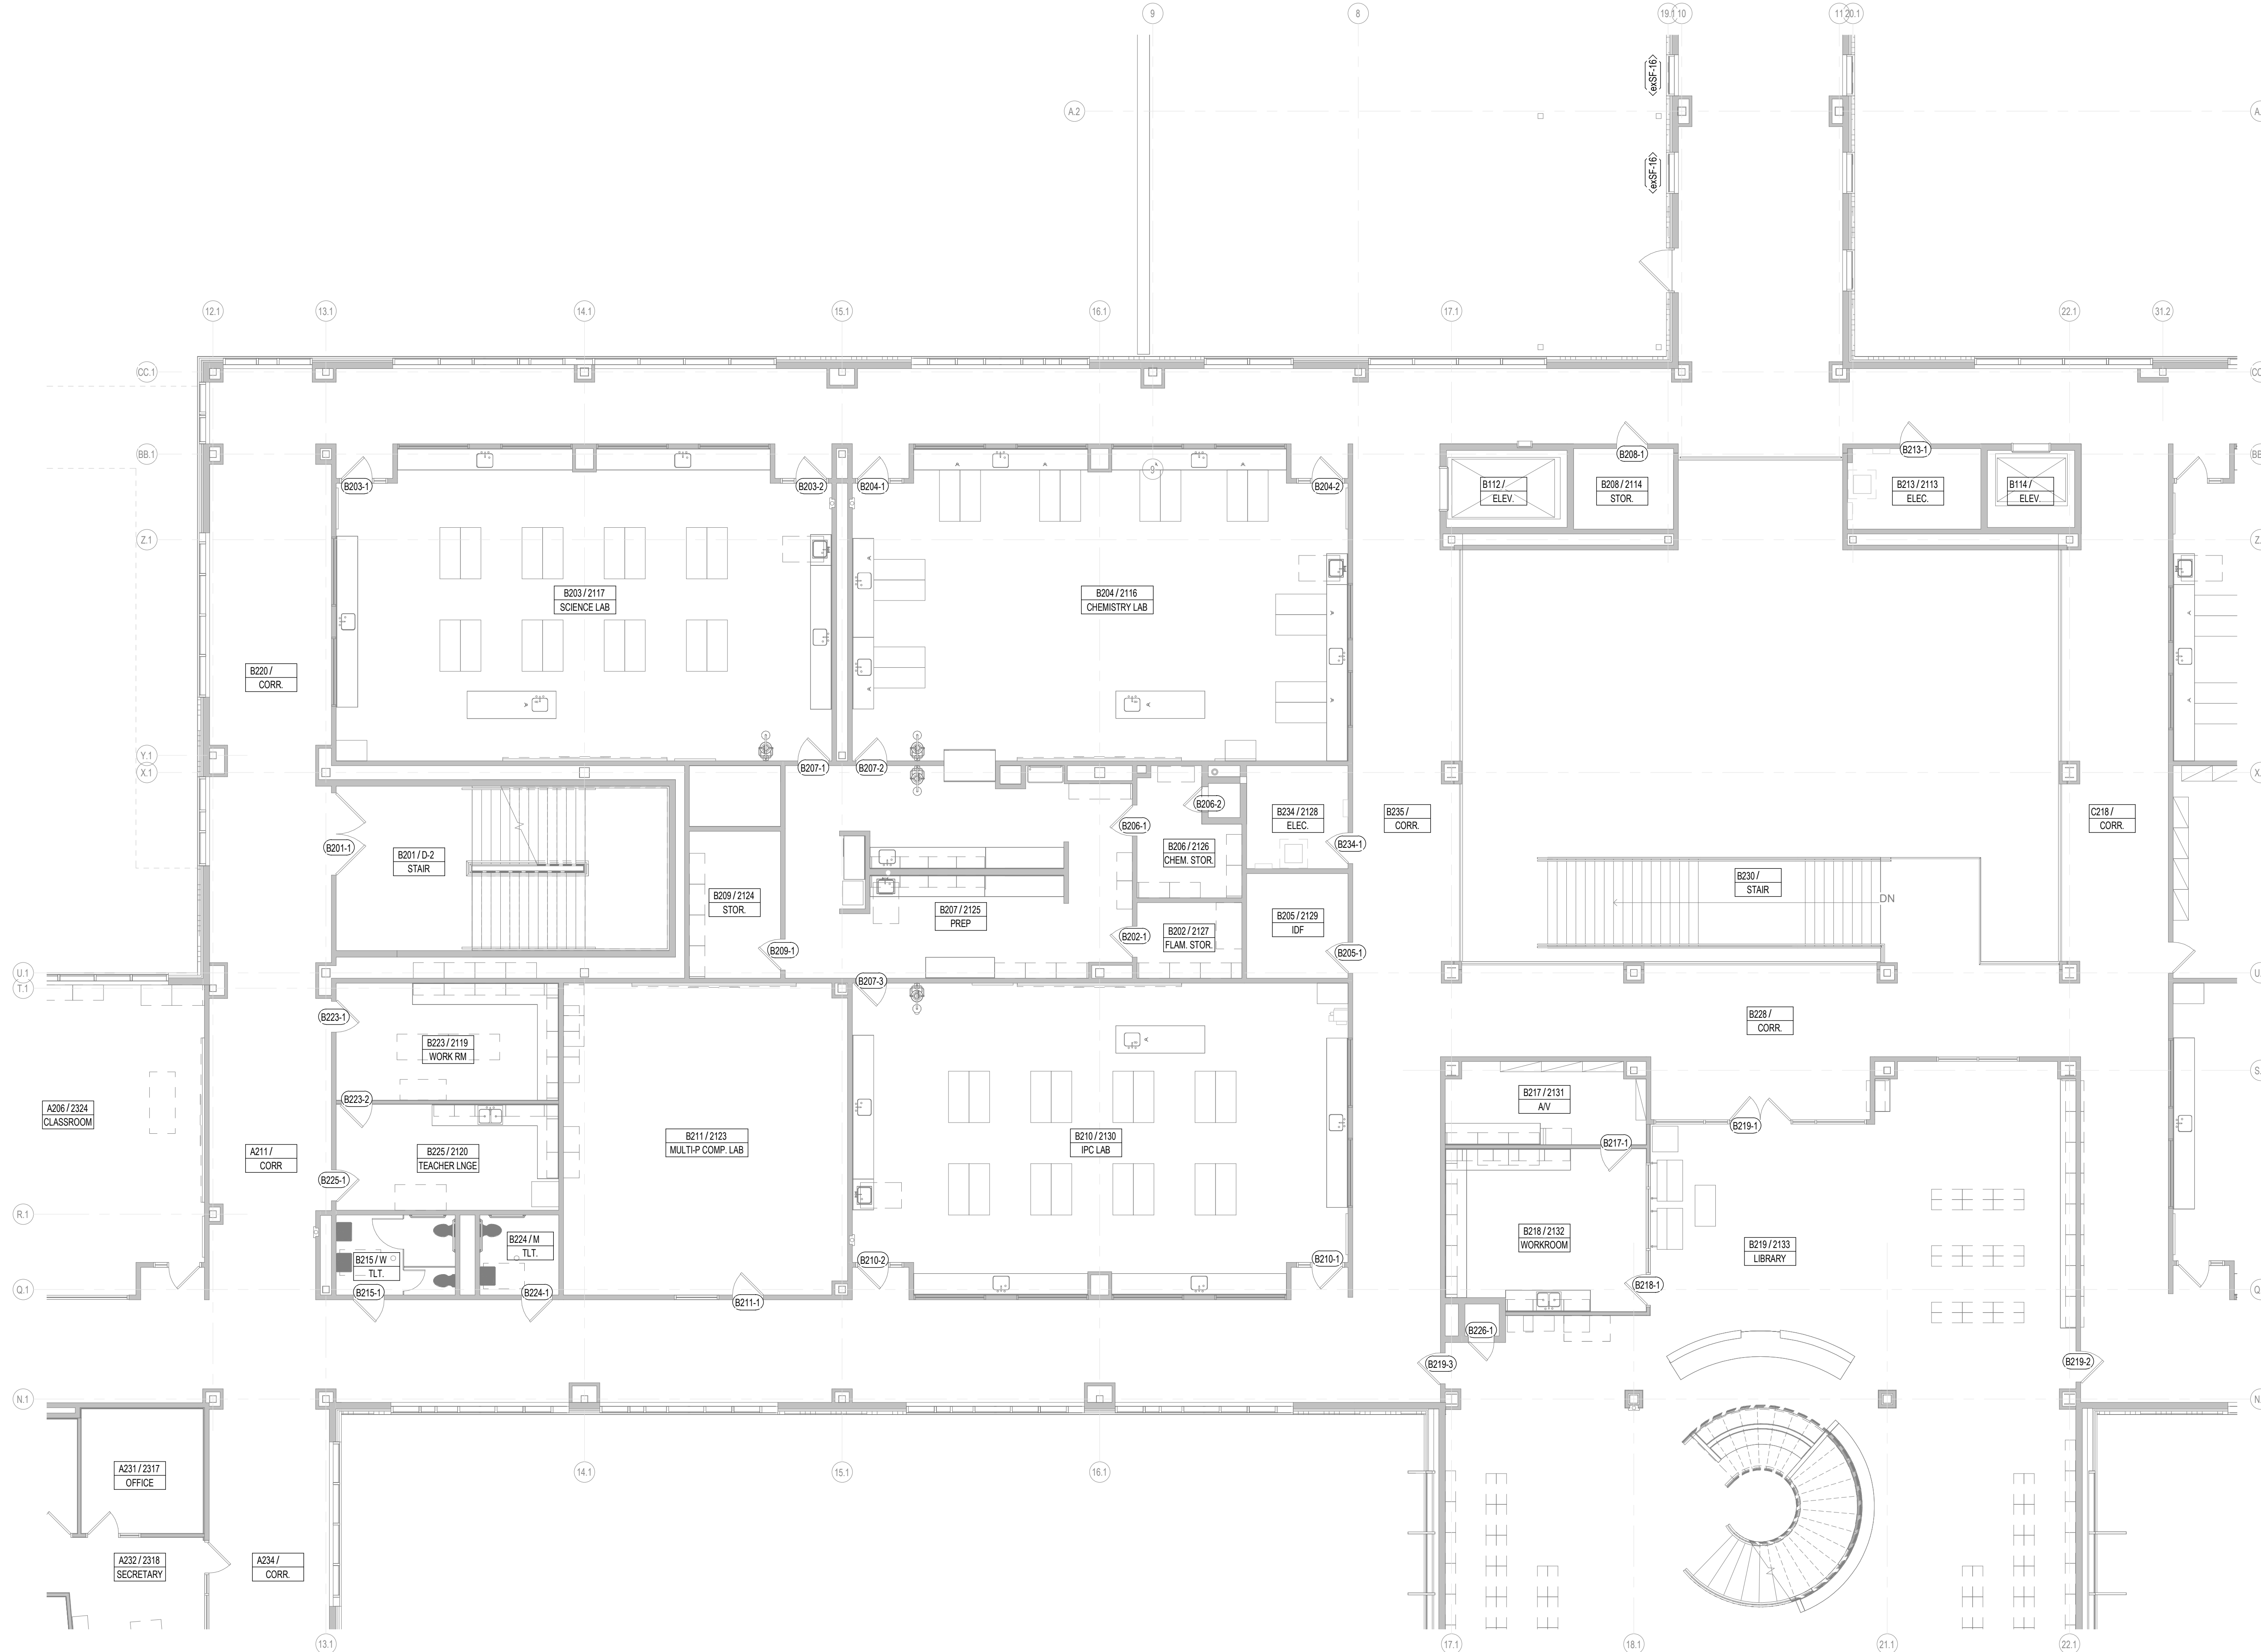 9
8
19.1
10
11
20.1
<exSF-16>
A.2
<exSF-16>
12.1
13.1
14.1
15.1
16.1
17.1
22.1
31.2
CC.1
BB.1
B203-1
B203-2
B204-1
9
B204-2
B208-1
B213-1
B112 /
ELEV.
B208 / 2114
STOR.
B213 / 2113
ELEC.
B114 /
ELEV.
Z.1
B203 / 2117
SCIENCE LAB
B204 / 2116
CHEMISTRY LAB
B220 /
CORR.
Y.1
X.1
B207-1
B207-2
B206-2
B201-1
B201 / D-2
STAIR
B206-1
B234 / 2128
ELEC.
B234-1
B235 /
CORR.
C218 /
CORR.
B206 / 2126
CHEM. STOR.
B230 /
STAIR
DN
B209 / 2124
STOR.
B207 / 2125
PREP
B209-1
B202-1
B202 / 2127
FLAM. STOR.
B205 / 2129
IDF
B205-1
U.1
T.1
B207-3
B223-1
B223 / 2119
WORK RM
B228 /
CORR.
B223-2
A206 / 2324
CLASSROOM
A211 /
CORR
B225-1
B225 / 2120
TEACHER LNGE
B211 / 2123
MULTI-P COMP. LAB
B210 / 2130
IPC LAB
B217 / 2131
A/V
B217-1
B219-1
R.1
B215 / W
TLT.
B224 / M
TLT.
B218 / 2132
WORKROOM
B219 / 2133
LIBRARY
B210-2
B210-1
B218-1
Q.1
B215-1
B224-1
B211-1
B226-1
B219-3
B219-2
N.1
A231 / 2317
OFFICE
14.1
15.1
16.1
A232 / 2318
SECRETARY
A234 /
CORR.
13.1
17.1
18.1
21.1
22.1